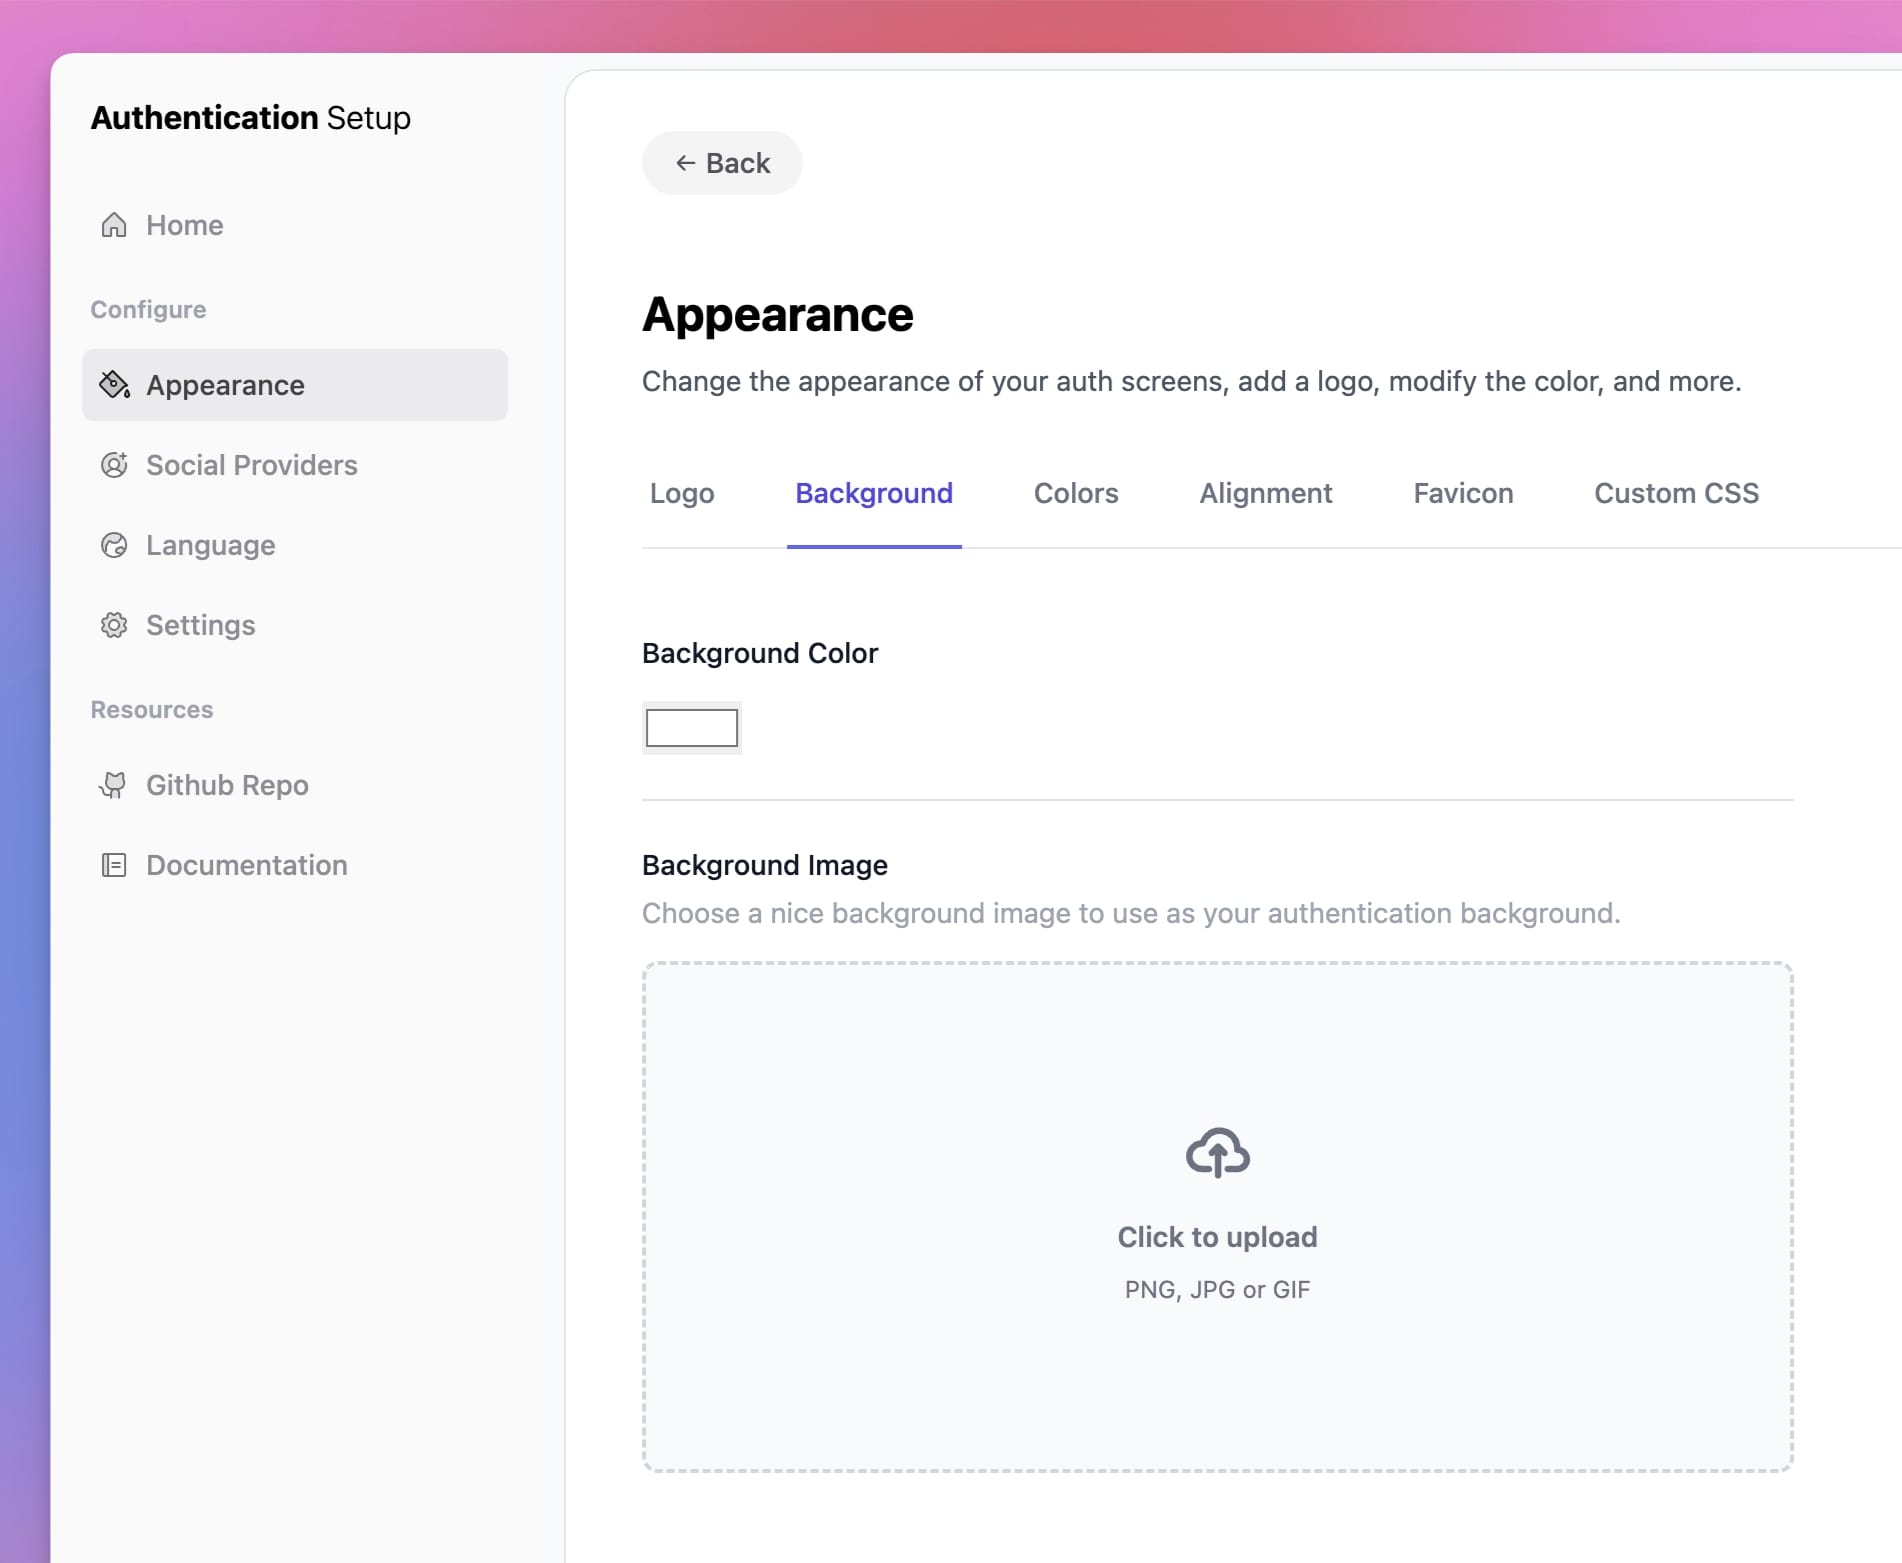 Authentication Setup
Home
Configure
Appearance
Social Providers
Language
Settings
Resources
Github Repo
Documentation
← Back
Appearance
Change the appearance of your auth screens, add a logo, modify the color, and more.
Logo Background Colors Alignment Favicon Custom CSS
Background Color
Background Image
Choose a nice background image to use as your authentication background.
Click to upload
PNG, JPG or GIF